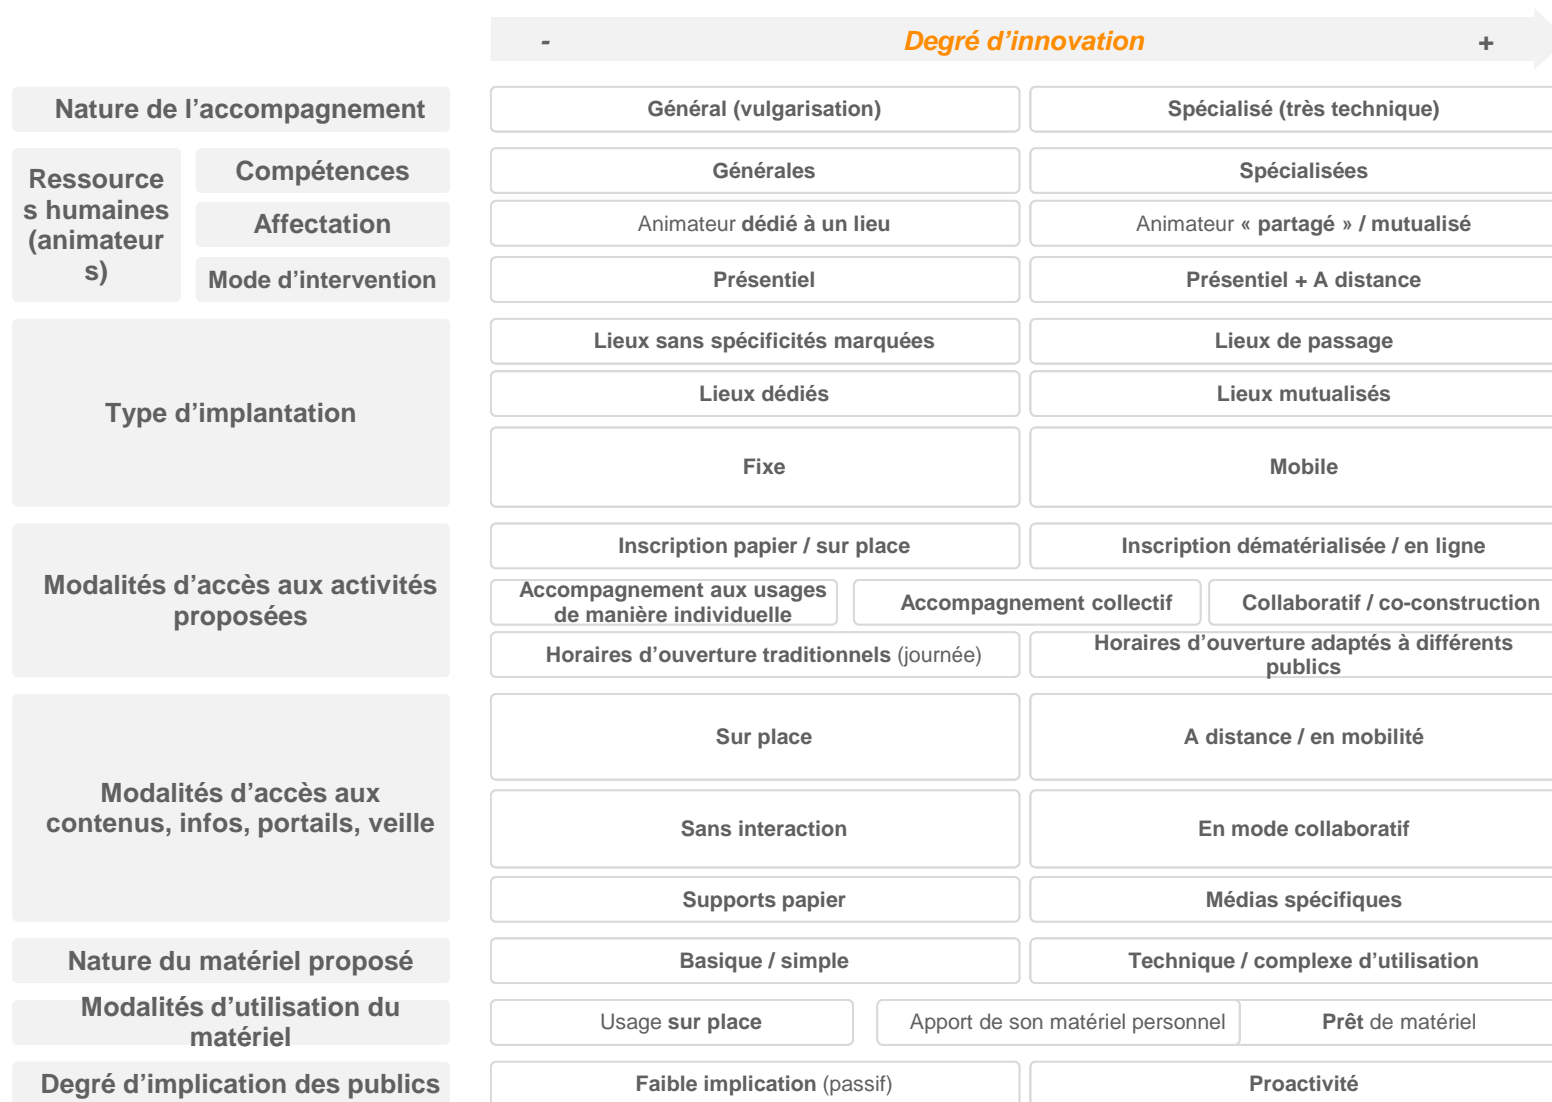 - Degré d’innovation +
Nature de l’accompagnement
Général (vulgarisation)
Spécialisé (très technique)
Ressource
s humaines
(animateur
s)
Compétences
Générales
Spécialisées
Affectation
Animateur dédié à un lieu
Animateur « partagé » / mutualisé
Mode d’intervention
Présentiel
Présentiel + A distance
Type d’implantation
Lieux sans spécificités marquées
Lieux de passage
Lieux dédiés
Lieux mutualisés
Fixe
Mobile
Modalités d’accès aux activités
proposées
Inscription papier / sur place
Inscription dématérialisée / en ligne
Accompagnement aux usages
de manière individuelle
Accompagnement collectif
Collaboratif / co-construction
Horaires d’ouverture traditionnels (journée)
Horaires d’ouverture adaptés à différents
publics
Modalités d’accès aux
contenus, infos, portails, veille
Sur place
A distance / en mobilité
Sans interaction
En mode collaboratif
Supports papier
Médias spécifiques
Nature du matériel proposé
Basique / simple
Technique / complexe d’utilisation
Modalités d’utilisation du
matériel
Usage sur place
Apport de son matériel personnel
Prêt de matériel
Degré d’implication des publics
Faible implication (passif)
Proactivité